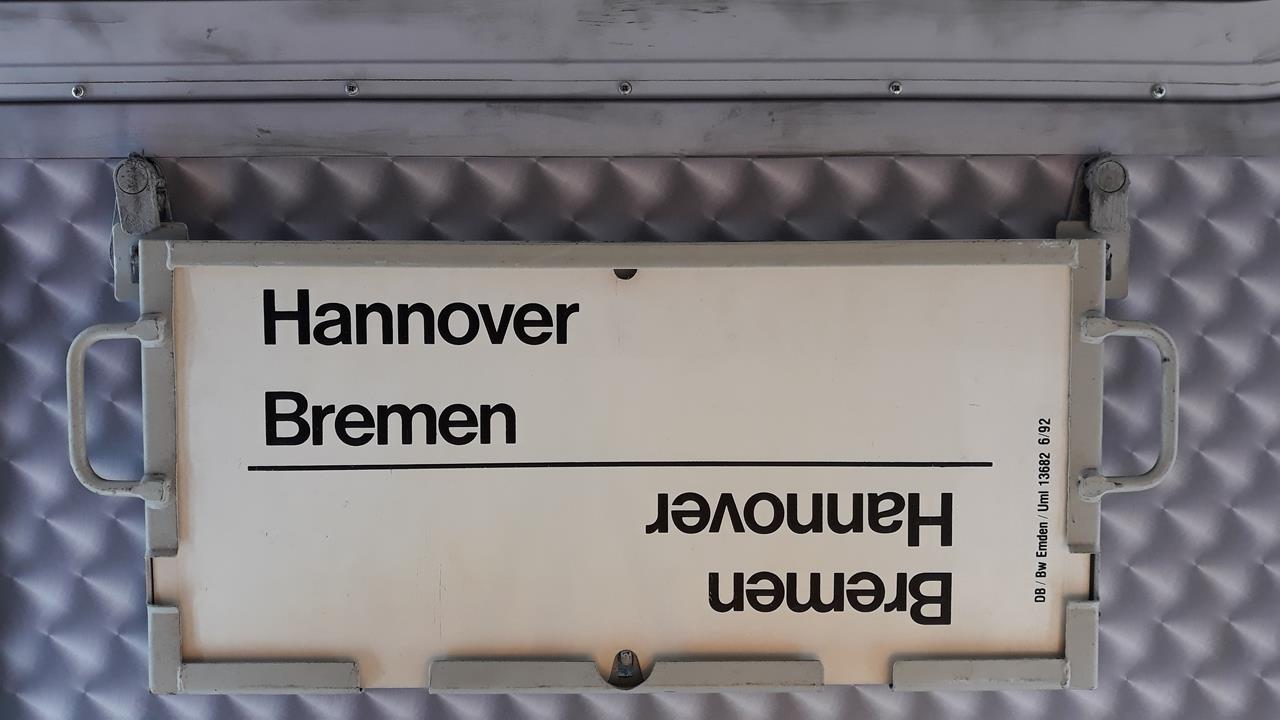 Hannover
Bremen
Bremen
Hannover
DB / Bw Emden / Uml 13682 6/92